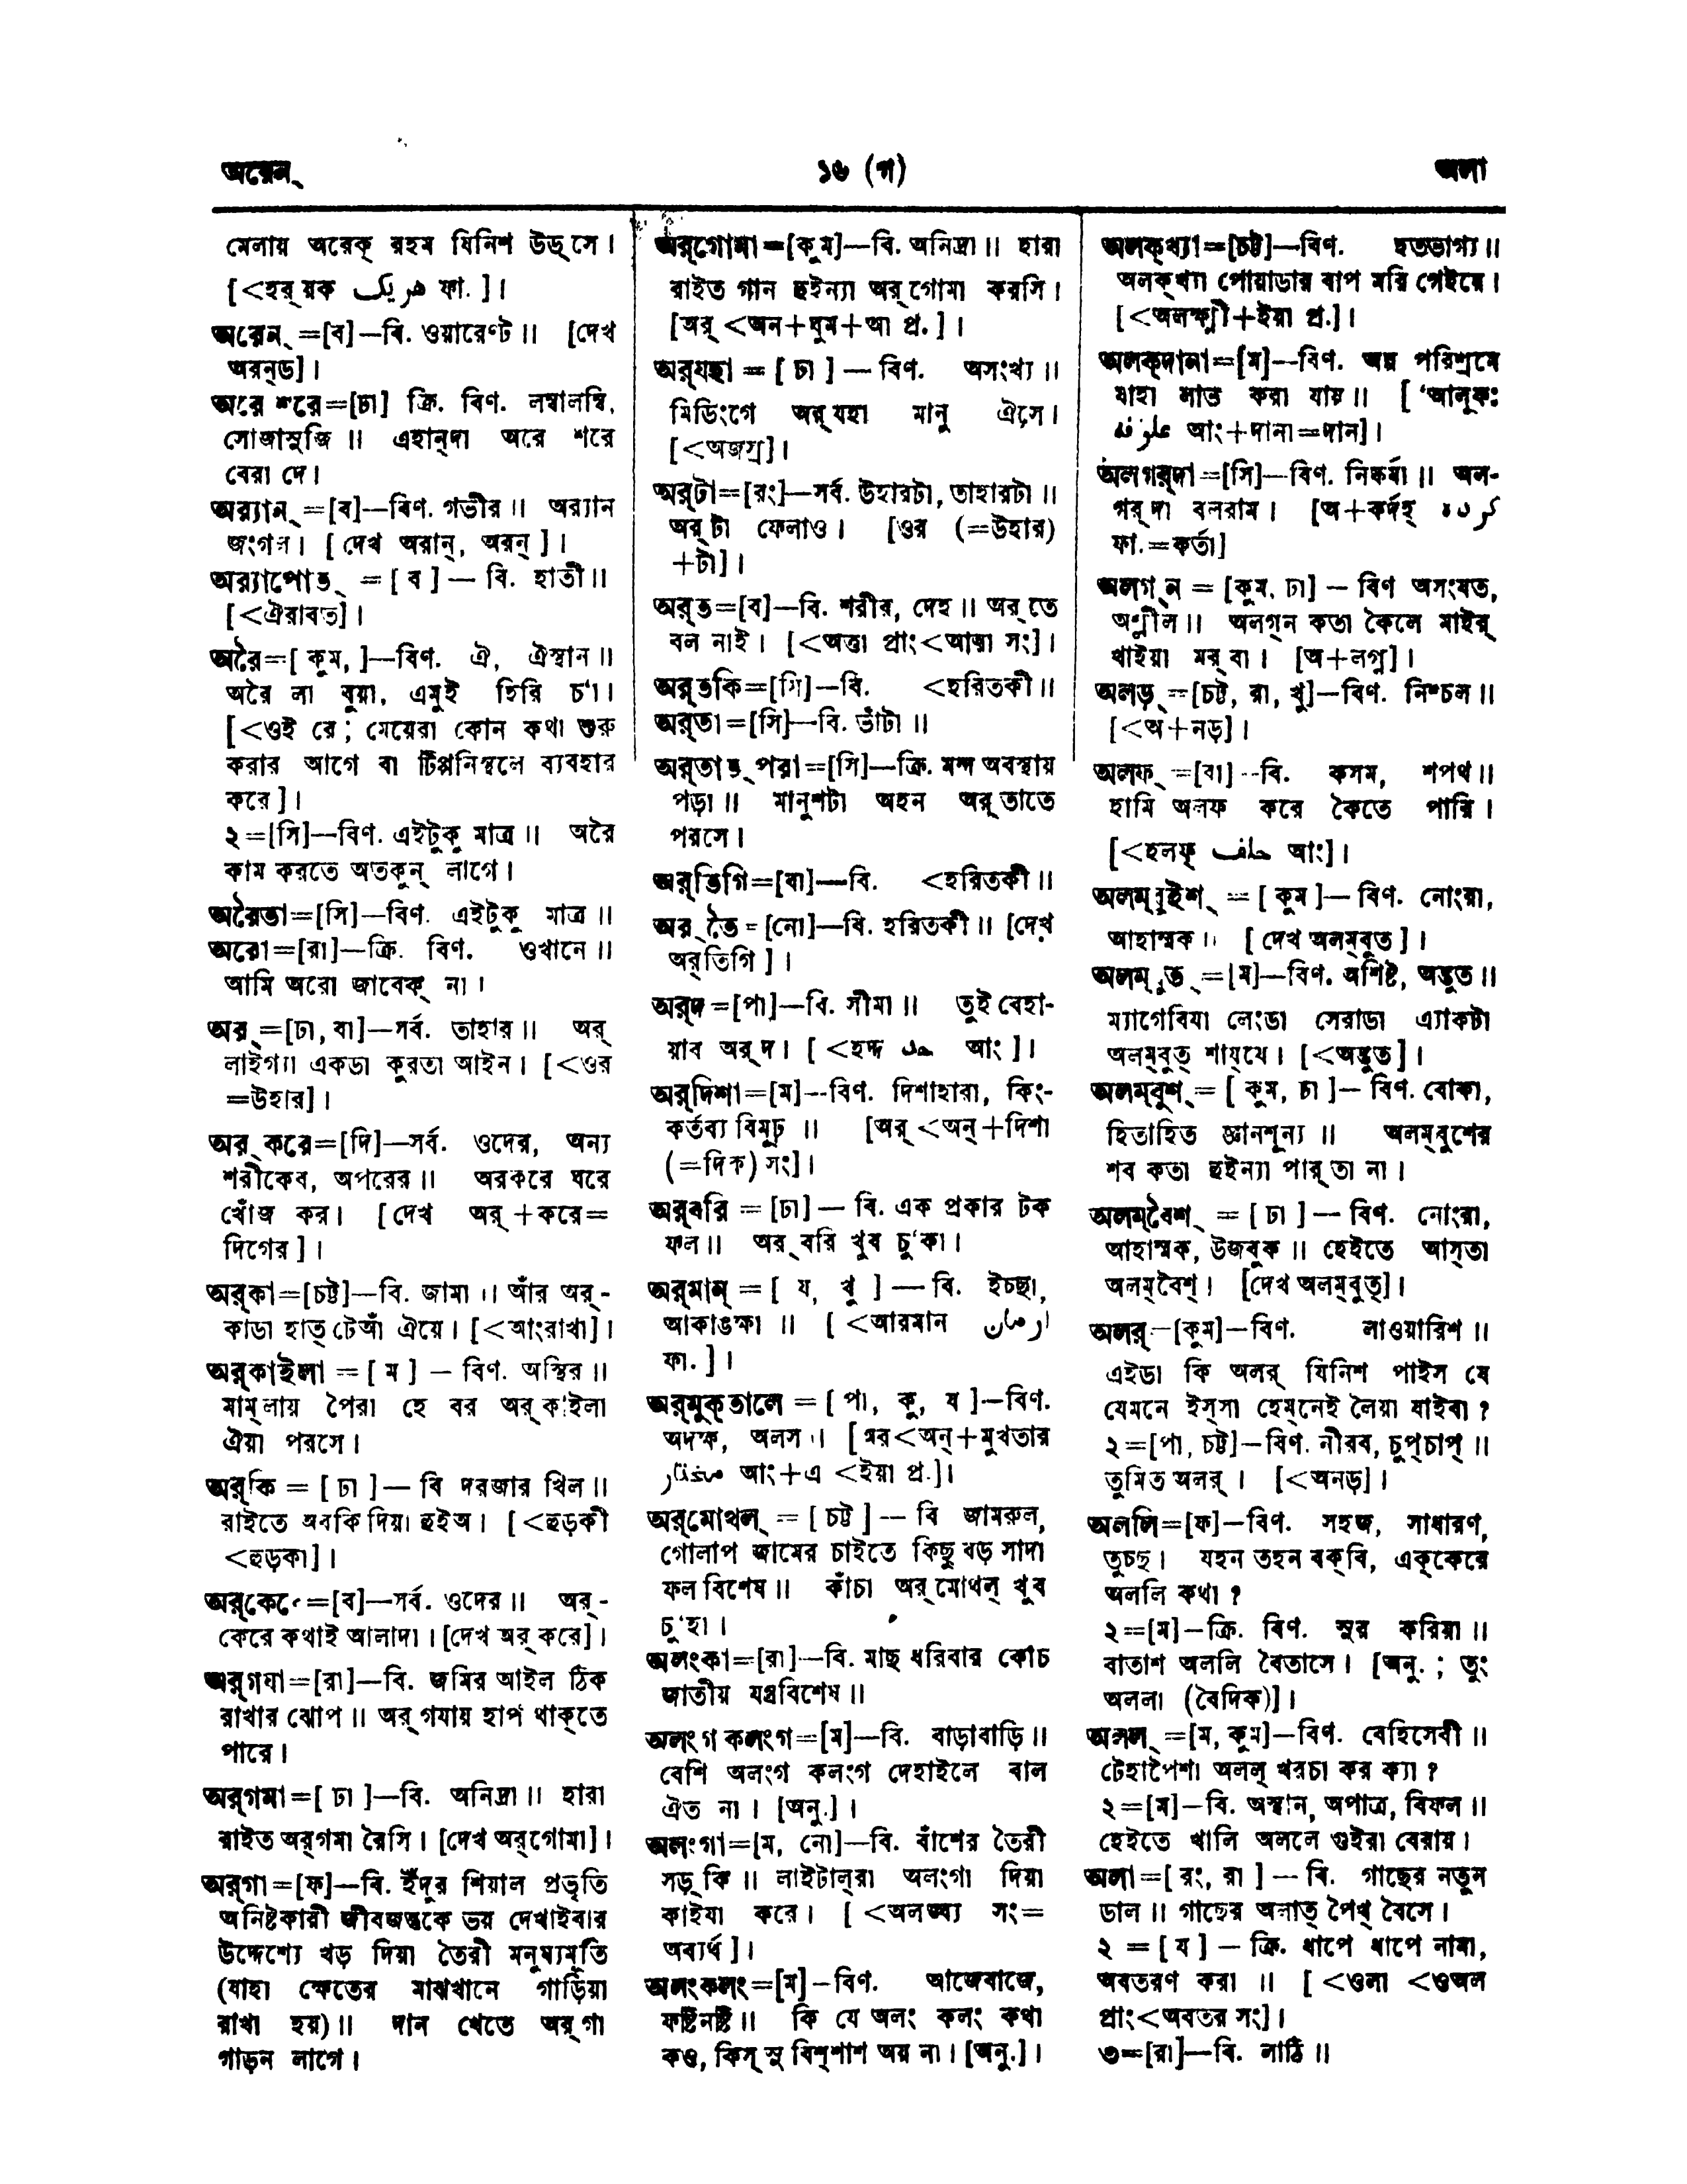 অরেন্
১৬ (গ)
অলা
মেলায় অরেক্ রহম যিনিশ উড্‌সে।
[<হর্ য়ক هر یک ফা. ]।
অরেন্ =[ব]—বি. ওয়ারেণ্ট॥ [দেখ
অরন্‌ড]।
অরে শরে=[চা] ক্রি. বিণ. লম্বালম্বি,
সোজাসুজি॥ এহান্‌দা অরে শরে
বেরা দে।
অর‍্যান্ =[ব]—বিণ. গভীর॥ অর‍্যান
জংগল। [ দেখ অরান্, অরন্ ]।
অর‍্যাপোত্ =[ ব ]— বি. হাতী॥
[<ঐরাবত]।
অরৈ=[ কুম, ]—বিণ. ঐ, ঐস্থান॥
অরৈ লা বুয়া, এমুই হিরি চ'া।
[<ওই রে ; মেয়েরা কোন কথা শুরু
করার আগে বা টিপ্পনিস্থলে ব্যবহার
করে ]।
২=[সি]—বিণ. এইটুকু মাত্র॥ অরৈ
কাম করতে অতকুন্ লাগে।
অরৈতা=[সি]—বিণ. এইটুকু মাত্র॥
অরো=[রা]—ক্রি. বিণ. ওখানে॥
আমি অরো জাবেক্ না।
অর্ =[ঢা, বা]—সর্ব. তাহার॥ অর্
লাইগ্যা একডা কুরতা আইন। [<ওর
=উহার]।
অর্ করে=[দি]—সর্ব. ওদের, অন্য
শরীকের, অপরের॥ অরকরে ঘরে
খোঁজ কর। [দেখ অর্+করে=
দিগের ]।
অর্‌কা=[চট্ট]—বি. জামা॥ আঁর অর্-
কাডা হাত্ টেআঁ ঐয়ে। [<আংরাখা]।
অর্‌কাইলা =[ ম ] – বিণ. অস্থির॥
মাম্‌লায় পৈরা হে বর অর্‌কাইলা
ঐয়া পরসে।
অর্‌কি = [ ঢা ]— বি দরজার খিল॥
রাইতে অরকি দিয়া হুইঅ। [<হুড়কী
<হুড়কা]।
অর্‌কেরে=[ব]—সর্ব. ওদের॥ অর্-
কেরে কথাই আলাদা। [দেখ অর্ করে]।
অর্‌গযা=[রা]—বি. জমির আইল ঠিক
রাখার ঝোপ॥ অর্‌গযায় হাপ থাক্‌তে
পারে।
অর্‌গমা=[ ঢা ]—বি. অনিদ্রা॥ হারা
রাইত অর্‌গমা রৈসি। [দেখ অর্‌গোমা]।
অর্‌গা=[ফ]—বি. ইঁদুর শিয়াল প্রভৃতি
অনিষ্টকারী জীবজন্তুকে ভয় দেখাইবার
উদ্দেশ্যে খড় দিয়া তৈরী মনুষ্যমূর্তি
(যাহা ক্ষেতের মাঝখানে গাড়িয়া
রাখা হয়)॥ দান খেতে অর্‌গা
গাড়ন লাগে।
অর্‌গোমা=[কুম]—বি. অনিদ্রা॥ হারা
রাইত গান হুইন্যা অর্‌গোমা করসি।
[অর্ <অন+ঘুম+আ প্র. ]।
অর্‌যহা = [ ঢা ] — বিণ. অসংখ্য॥
মিডিংগে অর্‌যহা মানু ঐসে।
[<অজস্র]।
অর্‌টা=[রং]—সর্ব. উহারটা, তাহারটা॥
অর্‌টা ফেলাও। [ওর (=উহার)
+টা]।
অর্‌ত=[ব]—বি. শরীর, দেহ॥ অর্‌তে
বল নাই। [<অত্তা প্রাং<আত্মা সং]।
অর্‌তকি=[সি]—বি. <হরিতকী॥
অর্‌তা=[সি]—বি. ভাঁটা॥
অর্‌তাত্ পরা=[সি]—ক্রি. মন্দ অবস্থায়
পড়া॥ মানুশটা অহন অর্‌তাতে
পরসে।
অর্‌তিগি=[বা]—বি. <হরিতকী॥
অর্‌তৈ=[নো]—বি. হরিতকী॥ [দেখ
অর্‌তিগি ]।
অর্‌দ=[পা]—বি. সীমা॥ তুই বেহা-
য়ার অর্‌দ। [ <হদ্দ حد আং ]।
অর্‌দিশা=[ম]—বিণ. দিশাহারা, কিং-
কর্তব্য বিমূঢ়॥ [অর্ <অন্+দিশা
(=দিক) সং]।
অর্‌বরি = [ঢা]— বি. এক প্রকার টক
ফল॥ অর্‌বরি খুব চু'কা।
অর্‌মান্ = [ য, খু ] — বি. ইচ্ছা,
আকাঙক্ষা॥ [ <আরমান ارمان
ফা. ]।
অর্‌মুক্‌তালে = [ পা, কু, য ]—বিণ.
অদক্ষ, অলস॥ [অর<অন্+মুখতার
مختار আং+এ <ইয়া প্র.]।
অর্‌মোথল্ = [ চট্ট ] — বি জামরুল,
গোলাপ জামের চাইতে কিছু বড় সাদা
ফল বিশেষ॥ কাঁচা অর্‌মোথল্ খুব
চু'হা।
অলংকা=[রা]—বি. মাছ ধরিবার কোচ
জাতীয় যন্ত্রবিশেষ॥
অলংগ কলংগ=[ম]—বি. বাড়াবাড়ি॥
বেশি অলংগ কলংগ দেহাইলে বাল
ঐত না। [অনু.]।
অলংগা=[ম, নো]—বি. বাঁশের তৈরী
সড়্‌কি॥ লাইটাল্‌রা অলংগা দিয়া
কাইযা করে। [ <অলঙ্ঘ্য সং=
অব্যর্থ ]।
অলংকলং=[ম]–বিণ. আজেবাজে,
ফষ্টিনষ্টি॥ কি যে অলং কলং কথা
কও, কিস্‌সু বিশ্‌শাশ অয় না। [অনু.]।
অলক্‌খ্যা=[চট্ট]—বিণ. হতভাগ্য॥
অলক্‌খ্যা পোয়াডার বাপ মরি গেইয়ে।
[<অলক্ষ্মী+ইয়া প্র.]।
অলক্‌দানা=[ম]—বিণ. অল্প পরিশ্রমে
যাহা লাভ করা যায়॥ [ 'আলূকঃ
علوفه আং+দানা=দান]।
অলগর্‌দা=[সি]—বিণ. নিষ্কর্মা॥ অল-
গর্‌দা বলরাম। [অ+কর্দহ্ كرده
ফা.=কর্তা]
অলগ্‌ন = [কুম, ঢা] – বিণ অসংযত,
অশ্লীল॥ অলগ্‌ন কতা কৈলে মাইর্
খাইয়া মর্‌বা। [অ+লগ্ন]।
অলড়্ =[চট্ট, রা, খু]—বিণ. নিশ্চল॥
[<অ+নড়]।
অলফ্ =[বা]—বি. কসম, শপথ॥
হামি অলফ করে কৈতে পারি।
[<হলফ্ حلف আং]।
অলম্‌বুইশ্ =[ কুম ]— বিণ. নোংরা,
আহাম্মক॥ [ দেখ অলম্‌বুত ]।
অলম্‌বুত্ =[ম]—বিণ. অশিষ্ট, অদ্ভুত॥
ম্যাগেবিযা লেংডা সেরাডা এ্যাকটা
অলম্‌বুত্ শায্‌যে। [<অদ্ভুত]।
অলম্‌বুশ্ =[ কুম, ঢা ]— বিণ. বোকা,
হিতাহিত জ্ঞানশূন্য॥ অলম্‌বুশের
শব কতা হুইন্যা পার্‌তা না।
অলম্‌বৈশ্ =[ ঢা ]— বিণ. নোংরা,
আহাম্মক, উজবুক॥ হেইতে আস্‌তা
অলম্‌বৈশ্। [দেখ অলম্‌বুত্]।
অলর্=[কুম]—বিণ. লাওয়ারিশ॥
এইডা কি অলর্ যিনিশ পাইস যে
যেমনে ইস্‌সা হেম্‌নেই লৈয়া যাইবা?
২=[পা, চট্ট]—বিণ. নীরব, চুপ্‌চাপ্॥
তুমিত অলর্। [<অনড়]।
অললি=[ফ]—বিণ. সহজ, সাধারণ,
তুচ্ছ। যহন তহন বক্‌বি, এক্‌কেরে
অললি কথা?
২=[ম]—ক্রি. বিণ. সুর করিয়া॥
বাতাশ অললি বৈতাসে। [অনু. ; তুং
অললা (বৈদিক)]।
অলল্ =[ম, কুম]—বিণ. বেহিসেবী॥
টেহাপৈশা অলল্ খরচা কর ক্যা?
২=[ম]—বি. অস্থান, অপাত্র, বিফল॥
হেইতে খালি অললে গুইরা বেরায়।
অলা=[ রং, রা ]— বি. গাছের নতুন
ডাল॥ গাছের অলাত্ পৈখ্ বৈসে।
২ = [ য ] – ক্রি. ধাপে ধাপে নামা,
অবতরণ করা॥ [ <ওলা <ওঅল
প্রাং<অবতর সং]।
৩=[রা]—বি. লাঠি॥